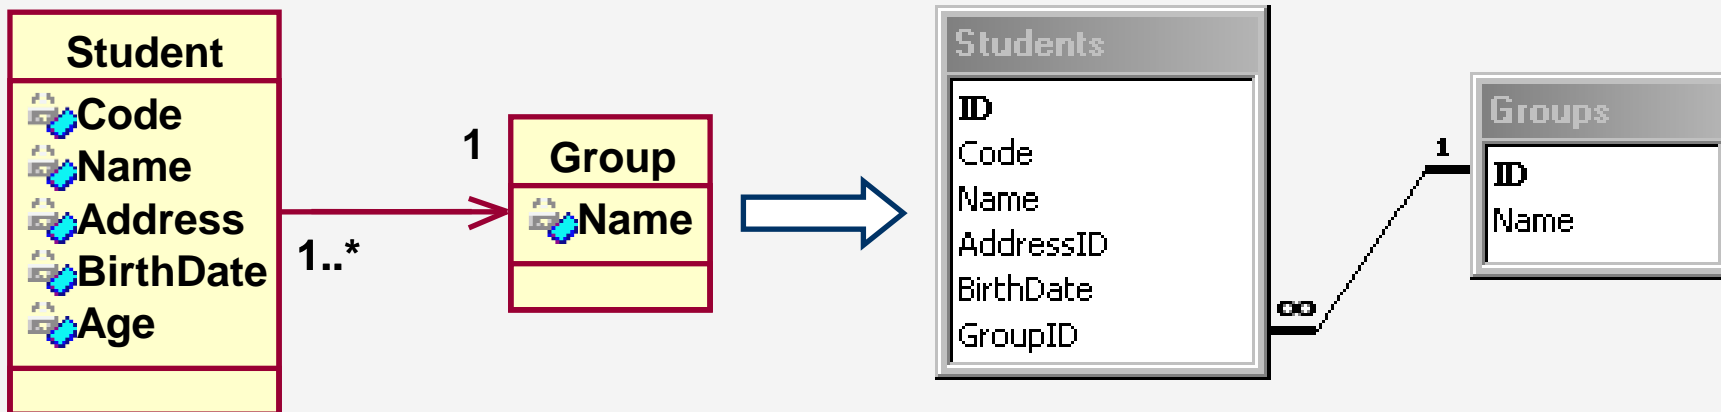 Student
Code
Name
Address
BirthDate
Age
1
1..*
Group
Name
Students
ID
Code
Name
AddressID
BirthDate
GroupID
∞
1
Groups
ID
Name